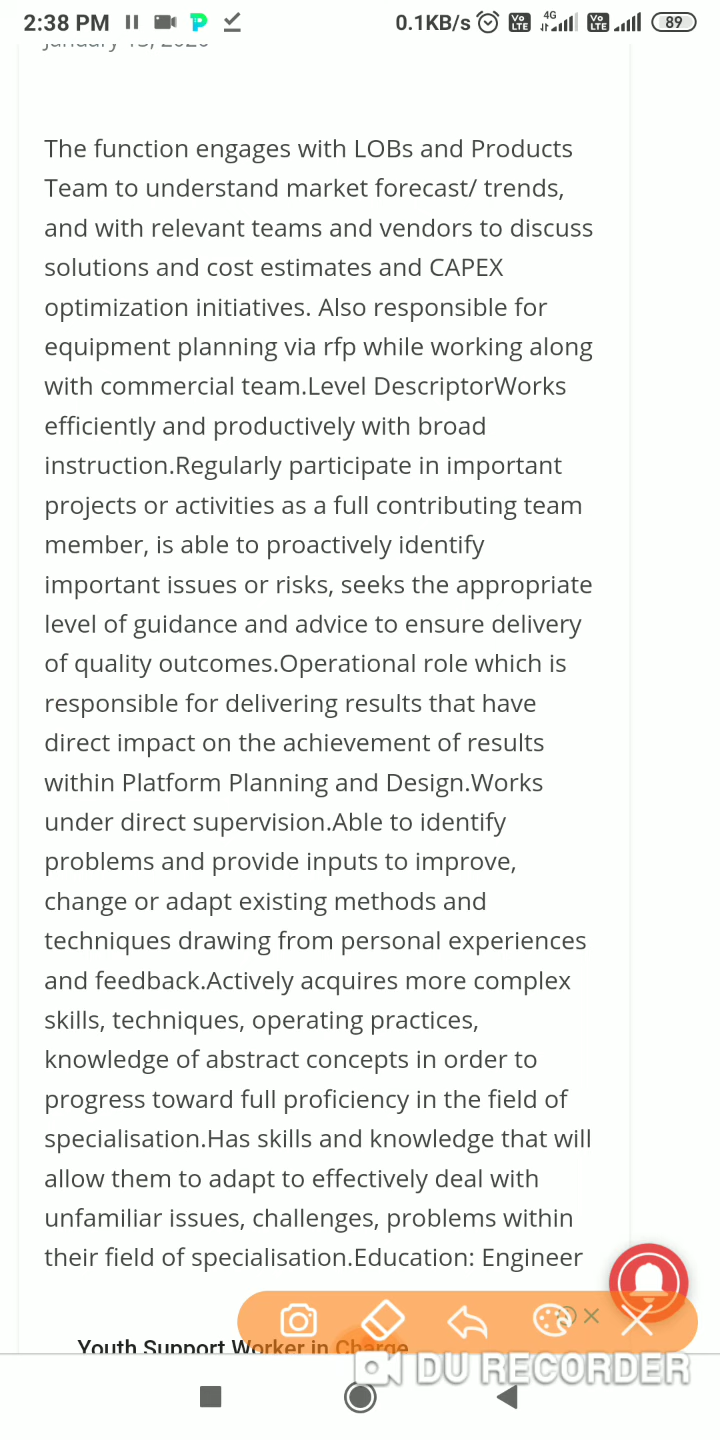 2:38 PM
0.1KB/s Vo LTE 4G Vo LTE 89
The function engages with LOBs and Products
Team to understand market forecast/ trends,
and with relevant teams and vendors to discuss
solutions and cost estimates and CAPEX
optimization initiatives. Also responsible for
equipment planning via rfp while working along
with commercial team.Level DescriptorWorks
efficiently and productively with broad
instruction.Regularly participate in important
projects or activities as a full contributing team
member, is able to proactively identify
important issues or risks, seeks the appropriate
level of guidance and advice to ensure delivery
of quality outcomes.Operational role which is
responsible for delivering results that have
direct impact on the achievement of results
within Platform Planning and Design.Works
under direct supervision.Able to identify
problems and provide inputs to improve,
change or adapt existing methods and
techniques drawing from personal experiences
and feedback.Actively acquires more complex
skills, techniques, operating practices,
knowledge of abstract concepts in order to
progress toward full proficiency in the field of
specialisation.Has skills and knowledge that will
allow them to adapt to effectively deal with
unfamiliar issues, challenges, problems within
their field of specialisation.Education: Engineer
Youth Support Worker in Charge
DU RECORDER